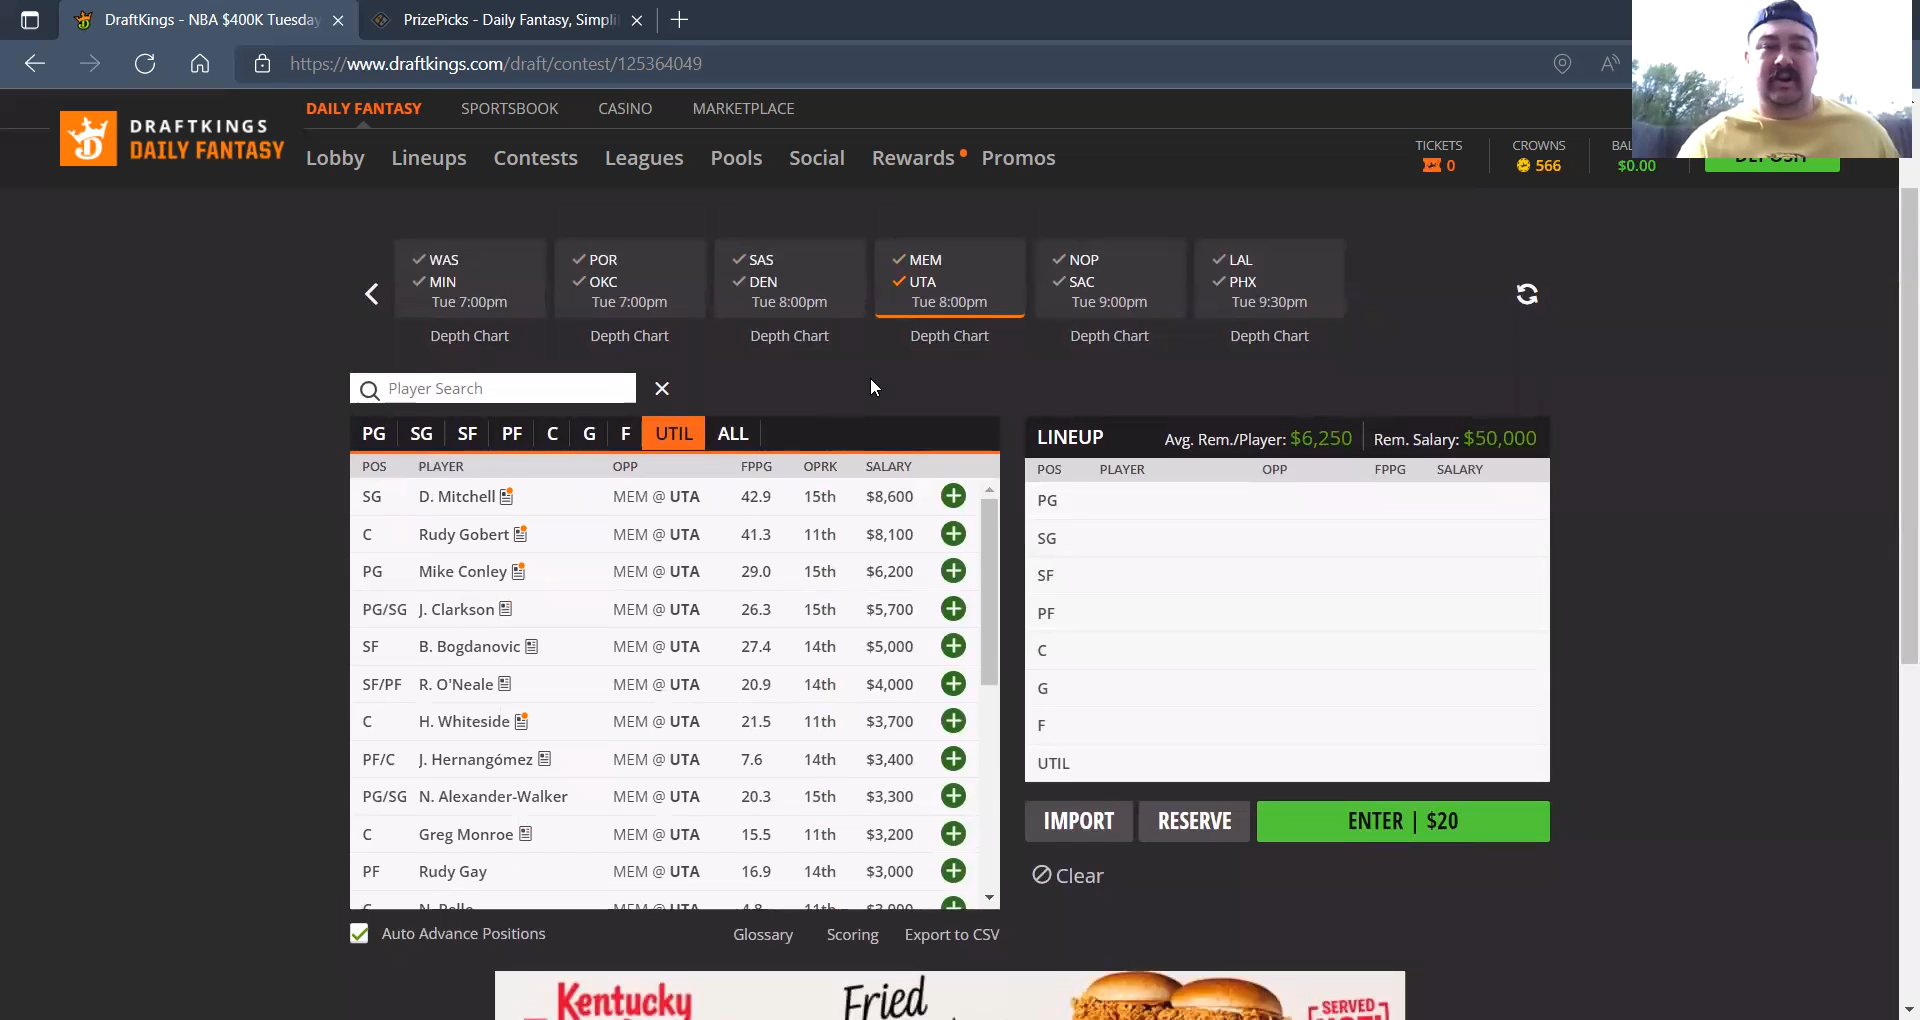 DraftKings - NBA $400K Tuesday
PrizePicks - Daily Fantasy, Simpli
https://www.draftkings.com/draft/contest/125364049
DRAFTKINGS
DAILY FANTASY
DAILY FANTASY SPORTSBOOK CASINO MARKETPLACE
Lobby Lineups Contests Leagues Pools Social Rewards Promos
TICKETS 0
CROWNS 566
$0.00
WAS MIN Tue 7:00pm Depth Chart
POR OKC Tue 7:00pm Depth Chart
SAS DEN Tue 8:00pm Depth Chart
MEM UTA Tue 8:00pm Depth Chart
NOP SAC Tue 9:00pm Depth Chart
LAL PHX Tue 9:30pm Depth Chart
Player Search
PG SG SF PF C G F UTIL ALL
POS PLAYER OPP FPPG OPRK SALARY
SG D. Mitchell MEM @ UTA 42.9 15th $8,600
C Rudy Gobert MEM @ UTA 41.3 11th $8,100
PG Mike Conley MEM @ UTA 29.0 15th $6,200
PG/SG J. Clarkson MEM @ UTA 26.3 15th $5,700
SF B. Bogdanovic MEM @ UTA 27.4 14th $5,000
SF/PF R. O'Neale MEM @ UTA 20.9 14th $4,000
C H. Whiteside MEM @ UTA 21.5 11th $3,700
PF/C J. Hernangómez MEM @ UTA 7.6 14th $3,400
PG/SG N. Alexander-Walker MEM @ UTA 20.3 15th $3,300
C Greg Monroe MEM @ UTA 15.5 11th $3,200
PF Rudy Gay MEM @ UTA 16.9 14th $3,000
MEM @ UTA 11th $3,000
LINEUP Avg. Rem./Player: $6,250 Rem. Salary: $50,000
POS PLAYER OPP FPPG SALARY
PG
SG
SF
PF
C
G
F
UTIL
IMPORT RESERVE ENTER | $20
Clear
Auto Advance Positions
Glossary Scoring Export to CSV
Kentucky
Fried
SERVED